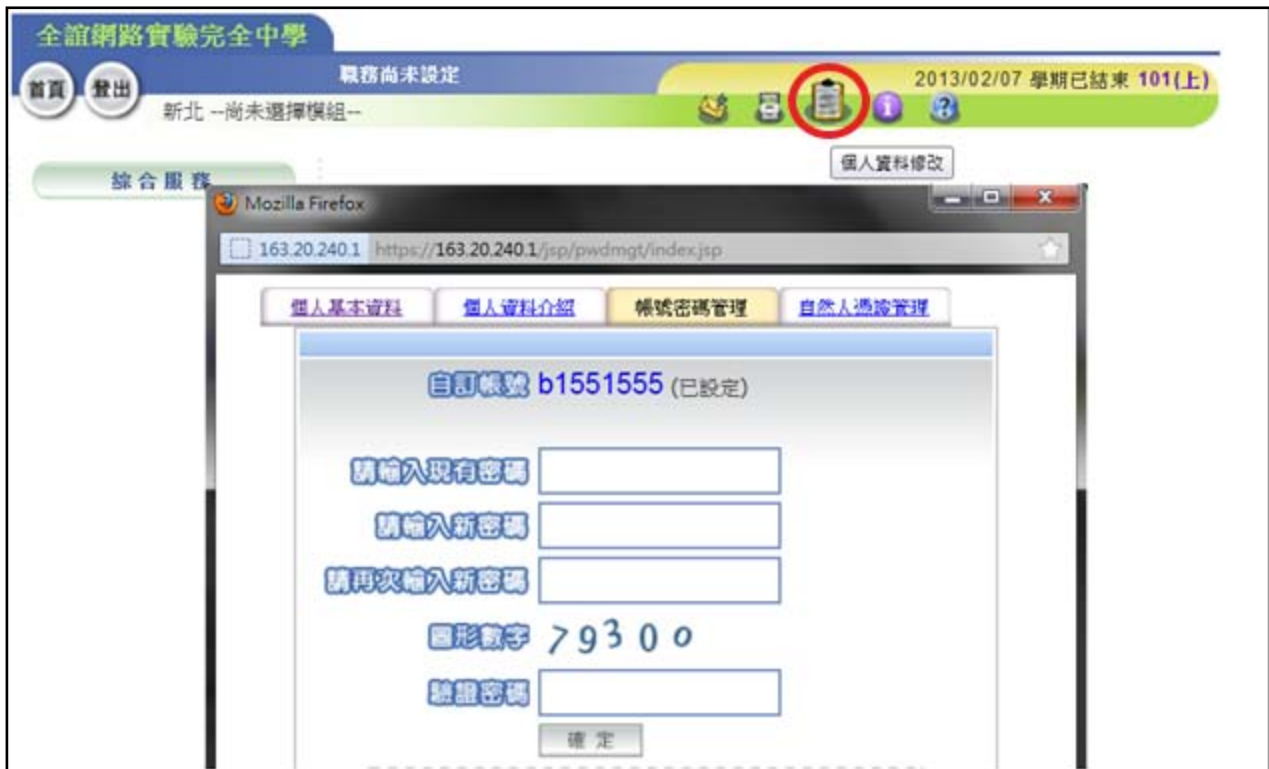 全誼網路實驗完全中學
首頁 登出 職務尚未設定 2013/02/07 學期已結束 101(上)
新北 --尚未選擇模組--
個人資料修改
綜合服務
Mozilla Firefox
163.20.240.1 https://163.20.240.1/jsp/pwdmgt/index.jsp
個人基本資料 個人資料介紹 帳號密碼管理 自然人憑證管理
自訂帳號 b1551555 (已設定)
請輸入現有密碼
請輸入新密碼
請再次輸入新密碼
圖形數字 79300
驗證密碼
確定